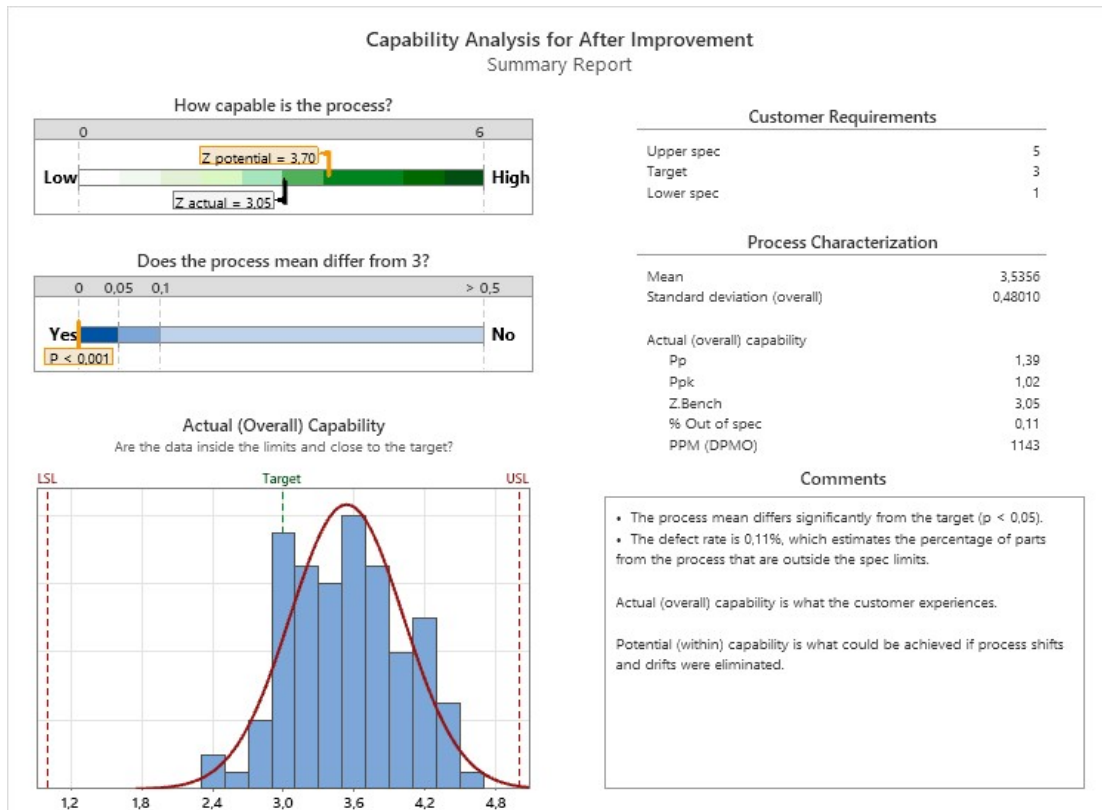 Capability Analysis for After Improvement
Summary Report
How capable is the process?
0 6
Z potential = 3,70
Low High
Z actual = 3,05
Does the process mean differ from 3?
0 0,05 0,1 > 0,5
Yes No
P < 0,001
Actual (Overall) Capability
Are the data inside the limits and close to the target?
LSL Target USL
1,2 1,8 2,4 3,0 3,6 4,2 4,8
Customer Requirements
Upper spec 5
Target 3
Lower spec 1
Process Characterization
Mean 3,5356
Standard deviation (overall) 0,48010
Actual (overall) capability
Pp 1,39
Ppk 1,02
Z.Bench 3,05
% Out of spec 0,11
PPM (DPMO) 1143
Comments
• The process mean differs significantly from the target (p < 0,05).
• The defect rate is 0,11%, which estimates the percentage of parts
from the process that are outside the spec limits.
Actual (overall) capability is what the customer experiences.
Potential (within) capability is what could be achieved if process shifts
and drifts were eliminated.